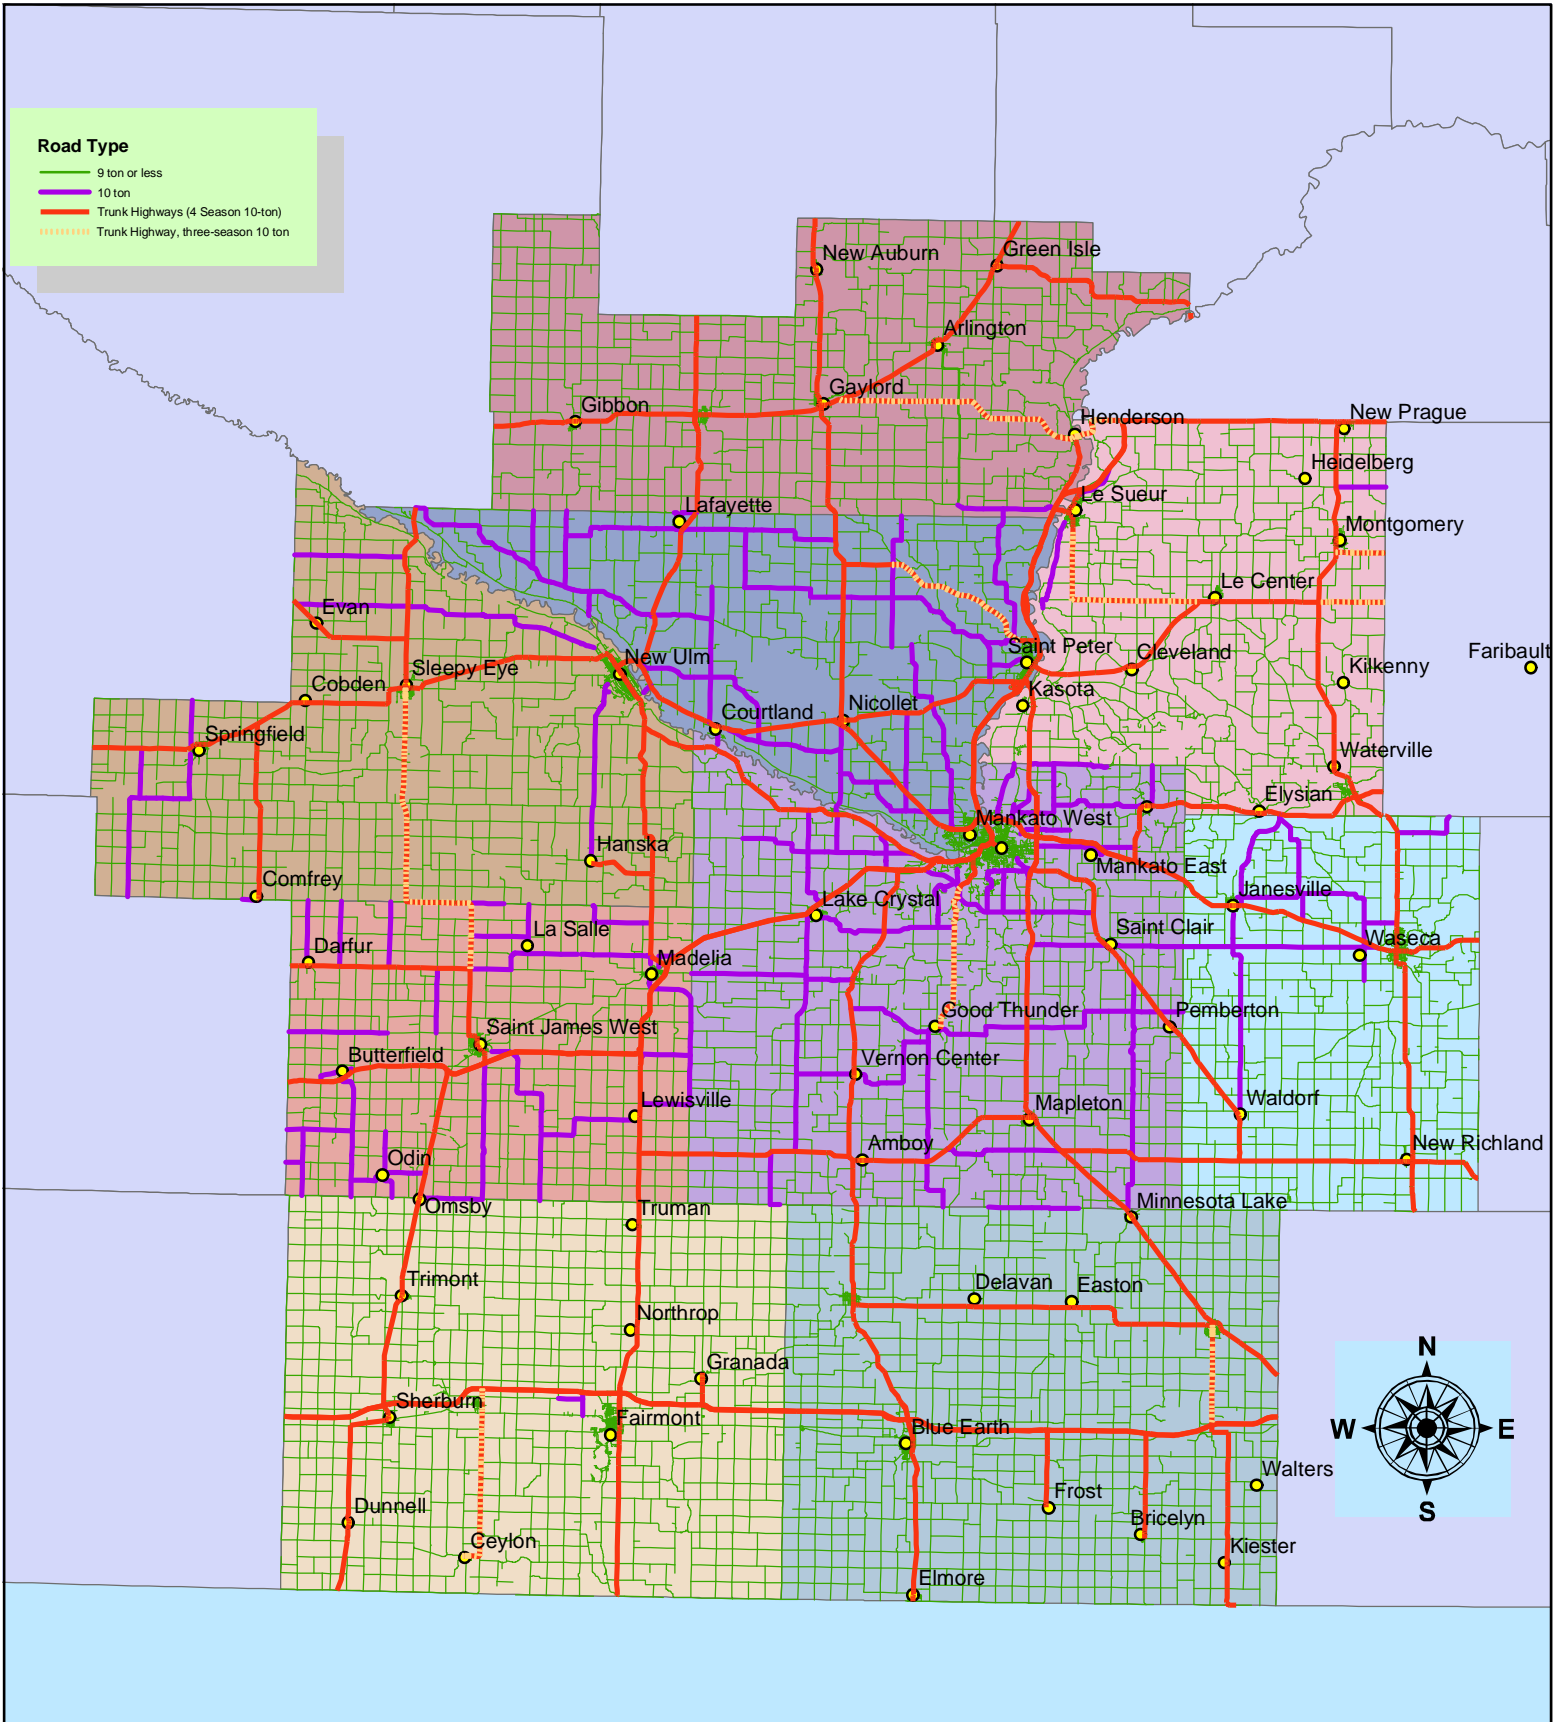 Road Type
9 ton or less
10 ton
Trunk Highways (4 Season 10-ton)
Trunk Highway, three-season 10 ton
New Auburn
Green Isle
Arlington
Gaylord
Gibbon
Henderson
New Prague
Heidelberg
Le Sueur
Lafayette
Montgomery
Le Center
Evan
Saint Peter
Cleveland
Faribault
New Ulm
Sleepy Eye
Kilkenny
Cobden
Kasota
Nicollet
Courtland
Springfield
Waterville
Elysian
Mankato West
Hanska
Mankato East
Comfrey
Janesville
Lake Crystal
Saint Clair
La Salle
Waseca
Darfur
Madelia
Good Thunder
Pemberton
Saint James West
Butterfield
Vernon Center
Lewisville
Mapleton
Waldorf
Amboy
New Richland
Odin
Omsby
Truman
Minnesota Lake
Trimont
Delavan
Easton
Northrop
Granada
N
Sherburn
Fairmont
Blue Earth
W
E
Walters
Frost
Dunnell
S
Bricelyn
Ceylon
Kiester
Elmore